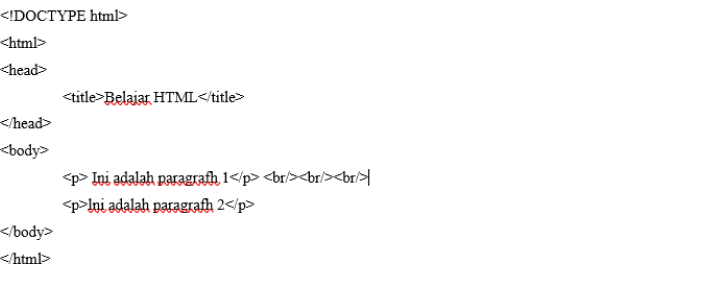 <!DOCTYPE html>
<html>
<head>
<title>Belajar HTML</title>
</head>
<body>
<p> Ini adalah paragrafh 1</p> <br/><br/><br/>
<p>Ini adalah paragrafh 2</p>
</body>
</html>